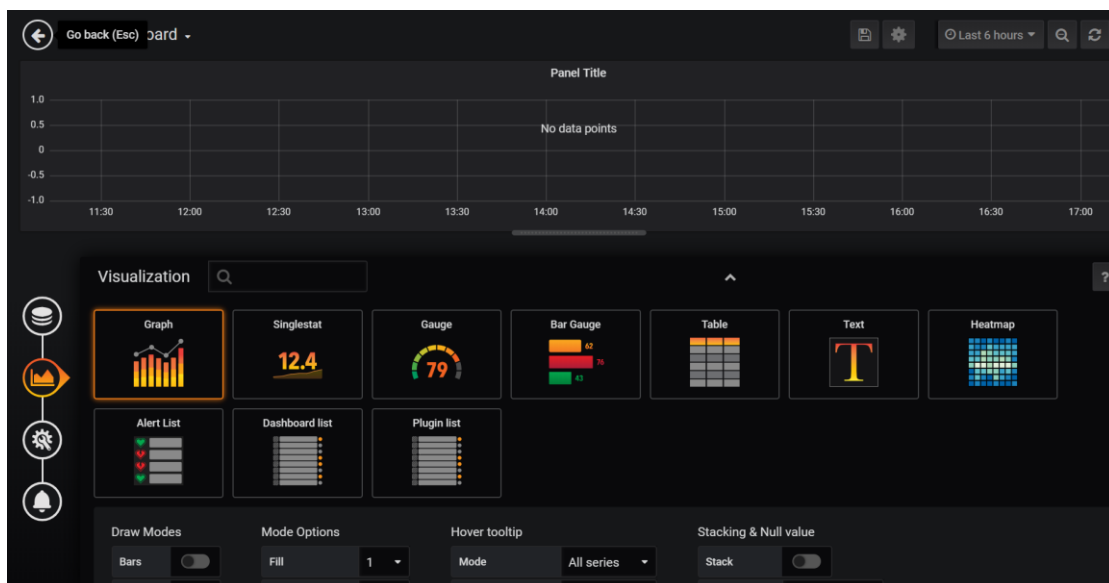 Go back (Esc) oard
Last 6 hours
Panel Title
1.0
0.5
No data points
0
-0.5
-1.0
11:30 12:00 12:30 13:00 13:30 14:00 14:30 15:00 15:30 16:00 16:30 17:00
Visualization
?
Graph Singlestat Gauge Bar Gauge Table Text Heatmap
12.4 79 62 76 43 T
Alert List Dashboard list Plugin list
Draw Modes Mode Options Hover tooltip Stacking & Null value
Bars Fill 1 Mode All series Stack